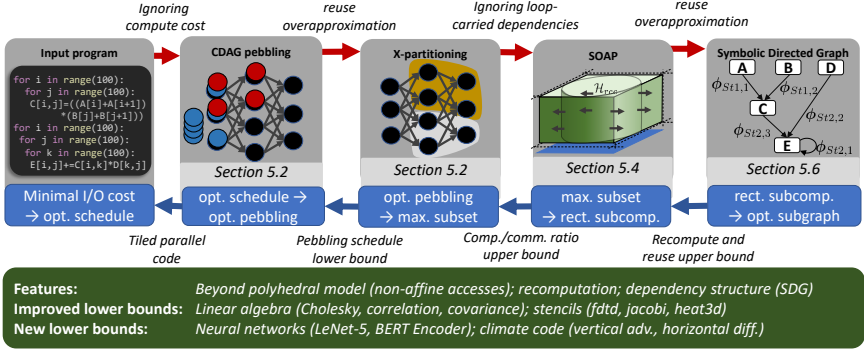 Ignoring
compute cost
reuse
overapproximation
Ignoring loop-
carried dependencies
reuse
overapproximation
Input program
CDAG pebbling
X-partitioning
SOAP
Symbolic Directed Graph
for i in range(100):
for j in range(100):
C[i,j]=((A[i]+A[i+1])
*(B[j]+B[j+1]))
for i in range(100):
for j in range(100):
for k in range(100):
E[i,j]+=C[i,k]*D[k,j]
ℋrec
A B D
ϕSt1,1 ϕSt1,2
C
ϕSt2,2
ϕSt2,3
E
ϕSt2,1
Section 5.2
Section 5.2
Section 5.4
Section 5.6
Minimal I/O cost
→ opt. schedule
opt. schedule →
opt. pebbling
opt. pebbling
→ max. subset
max. subset
→ rect. subcomp.
rect. subcomp.
→ opt. subgraph
Tiled parallel
code
Pebbling schedule
lower bound
Comp./comm. ratio
upper bound
Recompute and
reuse upper bound
Features: Beyond polyhedral model (non-affine accesses); recomputation; dependency structure (SDG)
Improved lower bounds: Linear algebra (Cholesky, correlation, covariance); stencils (fdtd, jacobi, heat3d)
New lower bounds: Neural networks (LeNet-5, BERT Encoder); climate code (vertical adv., horizontal diff.)